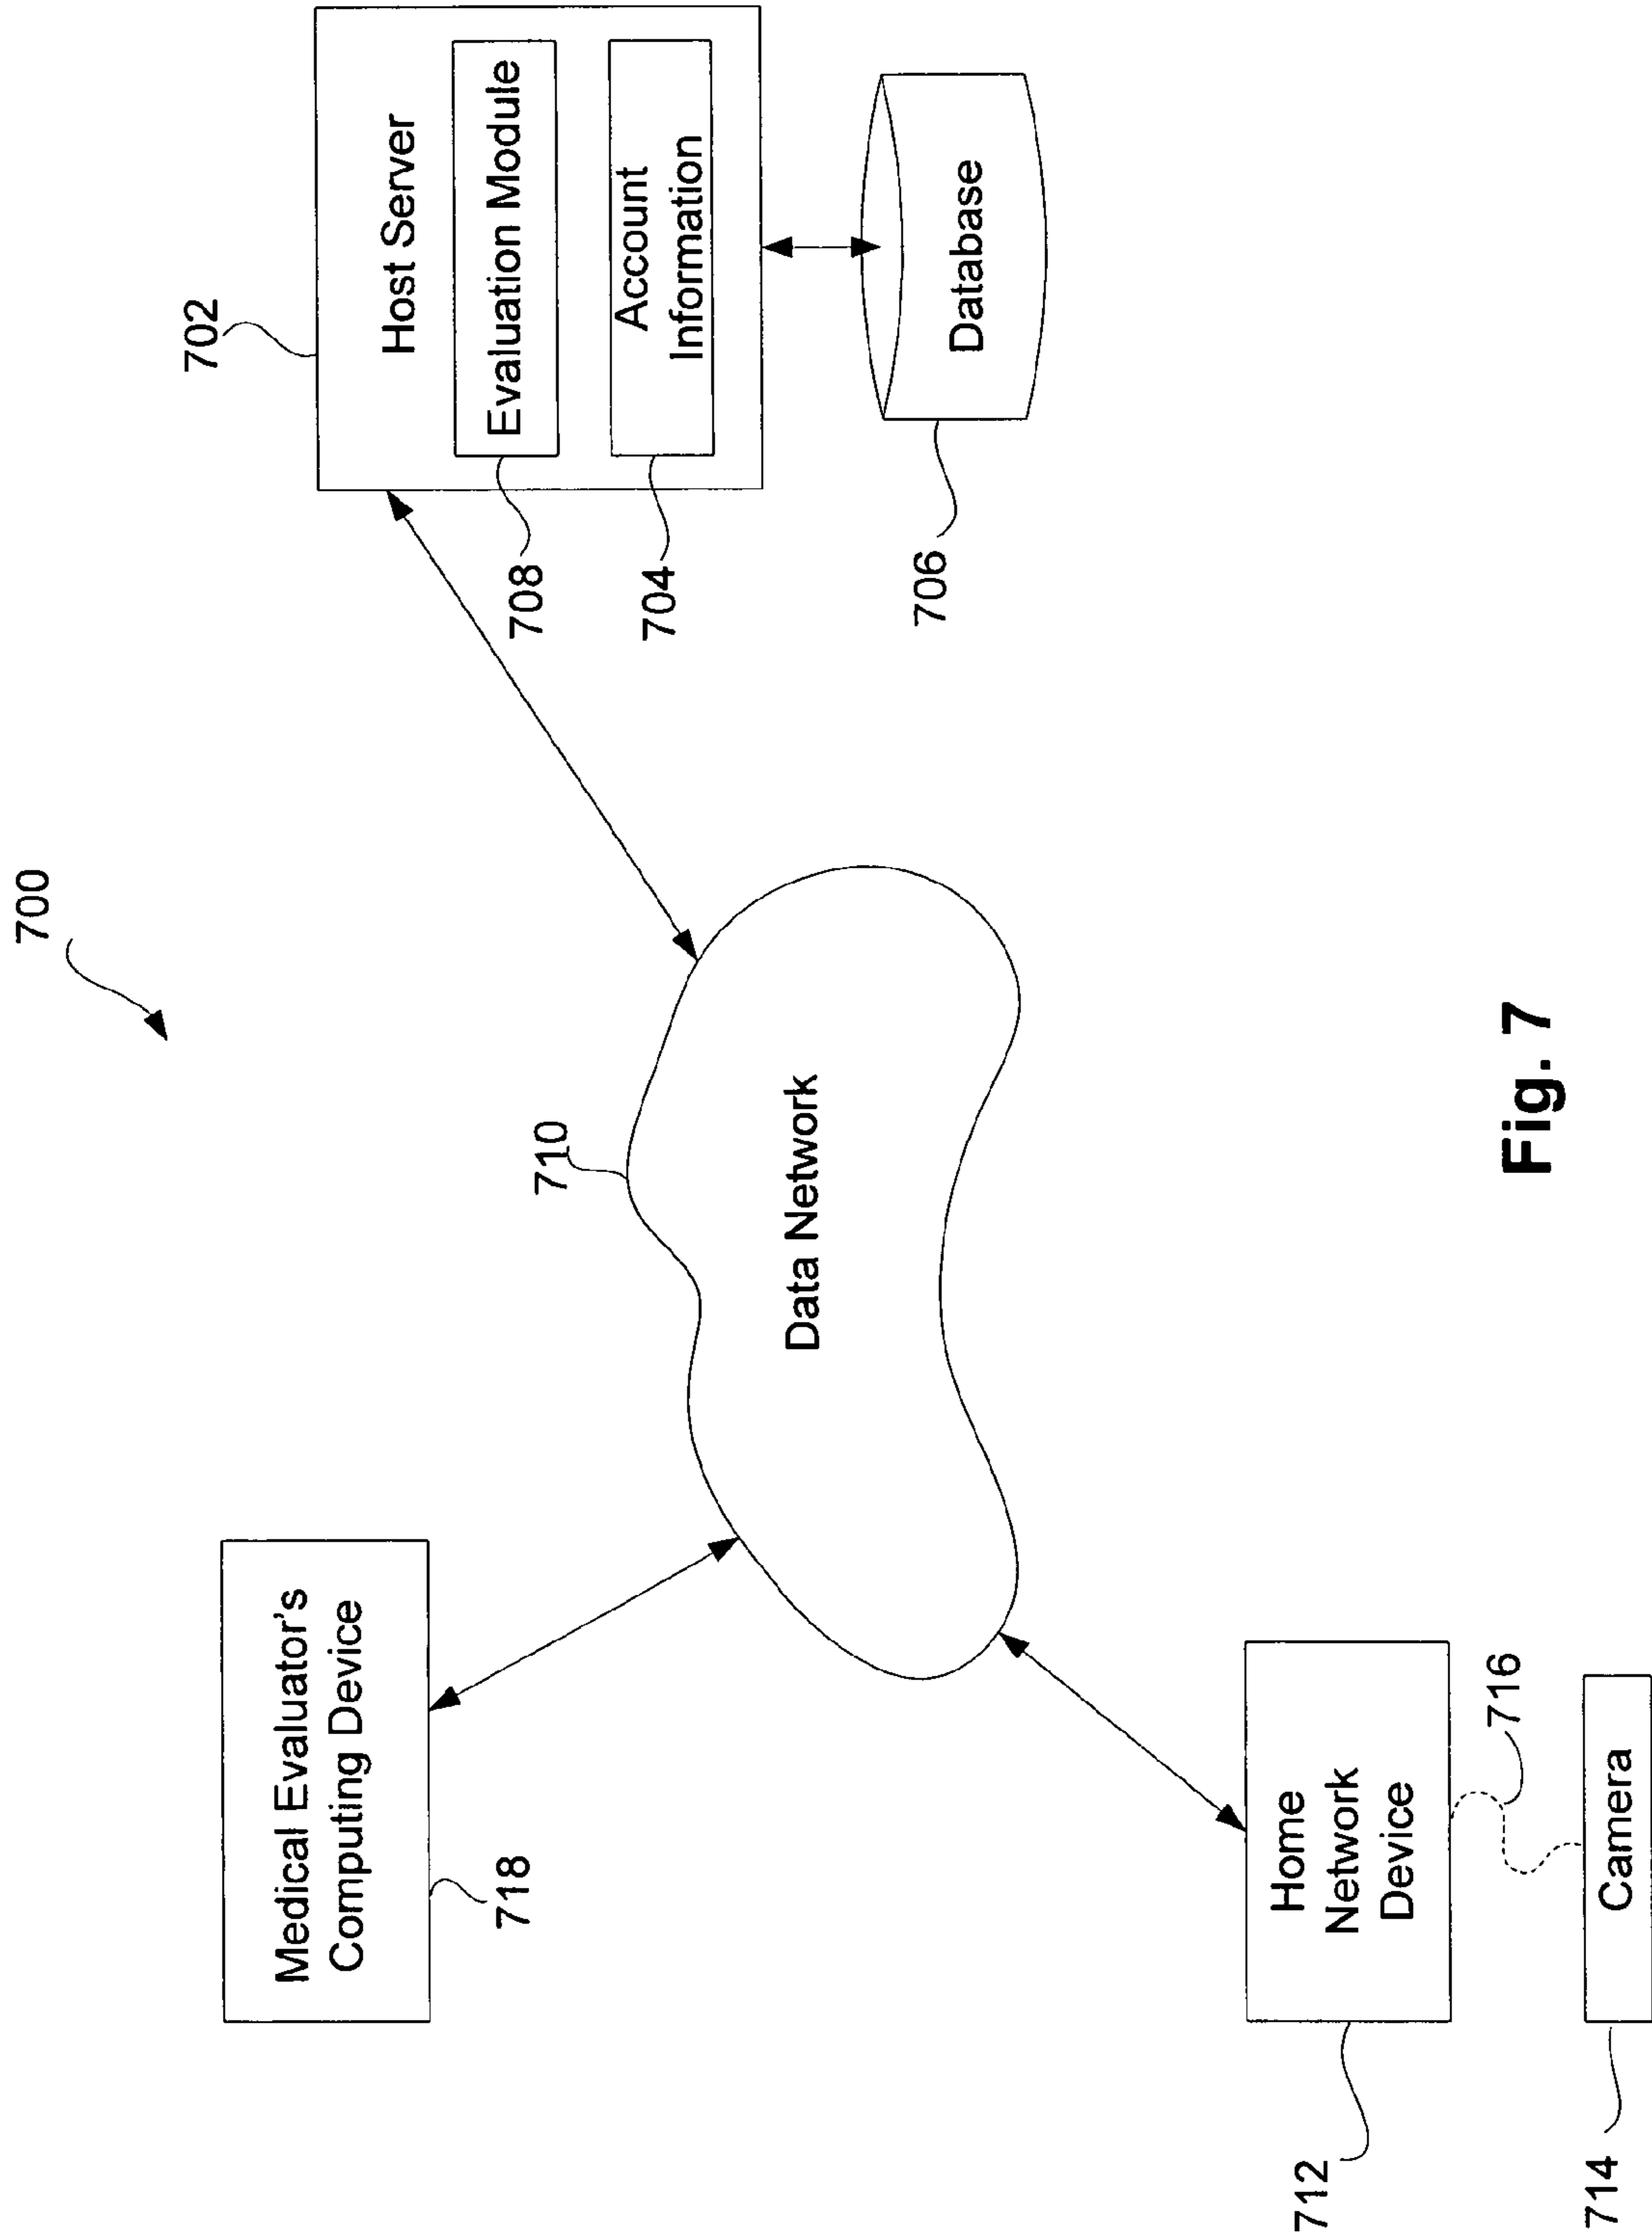 700
702
Host Server
Evaluation Module
Account
Information
708
704
Database
706
710
Data Network
Medical Evaluator's
Computing Device
718
Home
Network
Device
712
716
Camera
714
Fig. 7